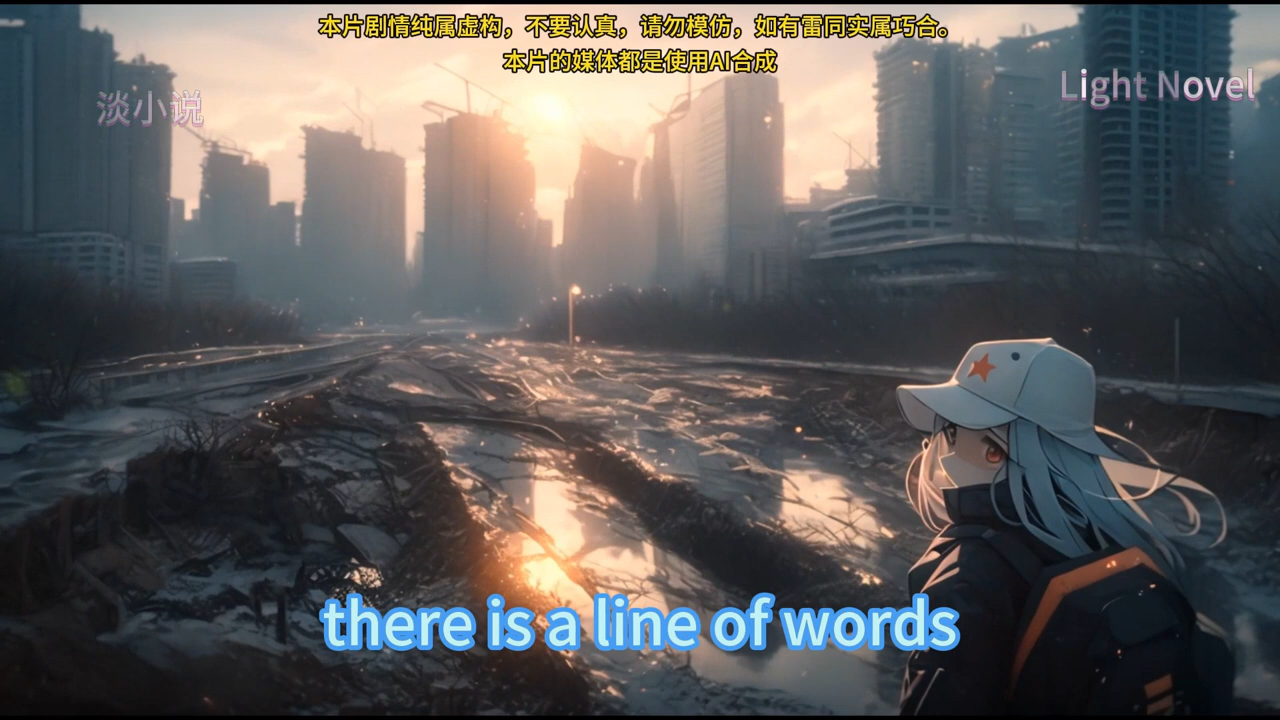 本片剧情纯属虚构，不要认真，请勿模仿，如有雷同实属巧合。
本片的媒体都是使用AI合成
淡小说
Light Novel
there is a line of words